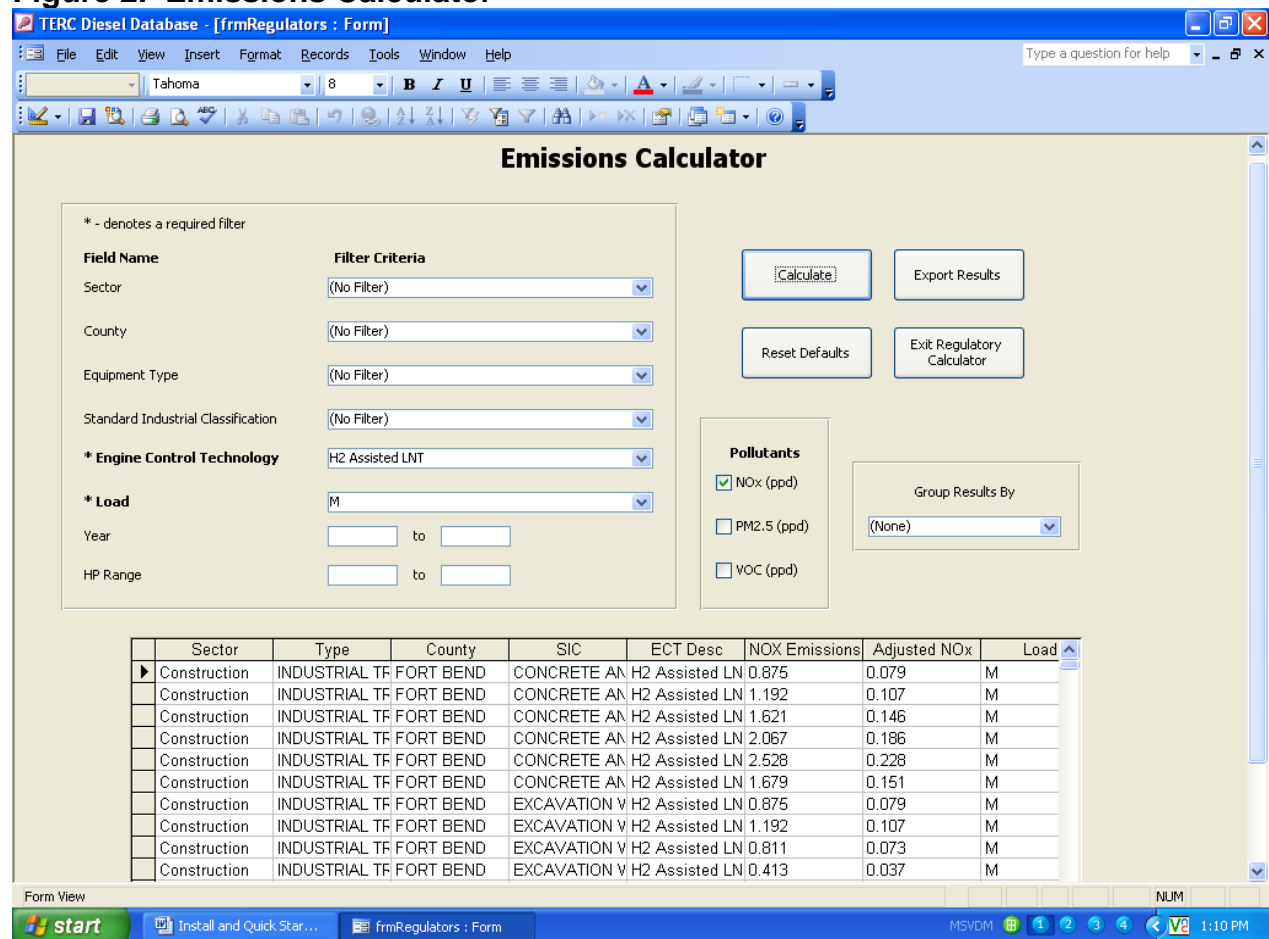 Figure 2. Emissions Calculator
TERC Diesel Database - [frmRegulators : Form]
File Edit View Insert Format Records Tools Window Help Type a question for help
Tahoma 8 B I U A
Emissions Calculator
* - denotes a required filter
Field Name Filter Criteria
Sector (No Filter)
County (No Filter)
Equipment Type (No Filter)
Standard Industrial Classification (No Filter)
* Engine Control Technology H2 Assisted LNT
* Load M
Year to
HP Range to
Calculate Export Results
Reset Defaults Exit Regulatory
Calculator
Pollutants
NOx (ppd)
PM2.5 (ppd)
VOC (ppd)
Group Results By
(None)
Sector Type County SIC ECT Desc NOX Emissions Adjusted NOx Load
Construction INDUSTRIAL TR FORT BEND CONCRETE AN H2 Assisted LN 0.875 0.079 M
Construction INDUSTRIAL TR FORT BEND CONCRETE AN H2 Assisted LN 1.192 0.107 M
Construction INDUSTRIAL TR FORT BEND CONCRETE AN H2 Assisted LN 1.621 0.146 M
Construction INDUSTRIAL TR FORT BEND CONCRETE AN H2 Assisted LN 2.067 0.186 M
Construction INDUSTRIAL TR FORT BEND CONCRETE AN H2 Assisted LN 2.528 0.228 M
Construction INDUSTRIAL TR FORT BEND CONCRETE AN H2 Assisted LN 1.679 0.151 M
Construction INDUSTRIAL TR FORT BEND EXCAVATION W H2 Assisted LN 0.875 0.079 M
Construction INDUSTRIAL TR FORT BEND EXCAVATION W H2 Assisted LN 1.192 0.107 M
Construction INDUSTRIAL TR FORT BEND EXCAVATION W H2 Assisted LN 0.811 0.073 M
Construction INDUSTRIAL TR FORT BEND EXCAVATION W H2 Assisted LN 0.413 0.037 M
Form View NUM
start Install and Quick Star... frmRegulators : Form MSVDM 1 2 3 4 1:10 PM